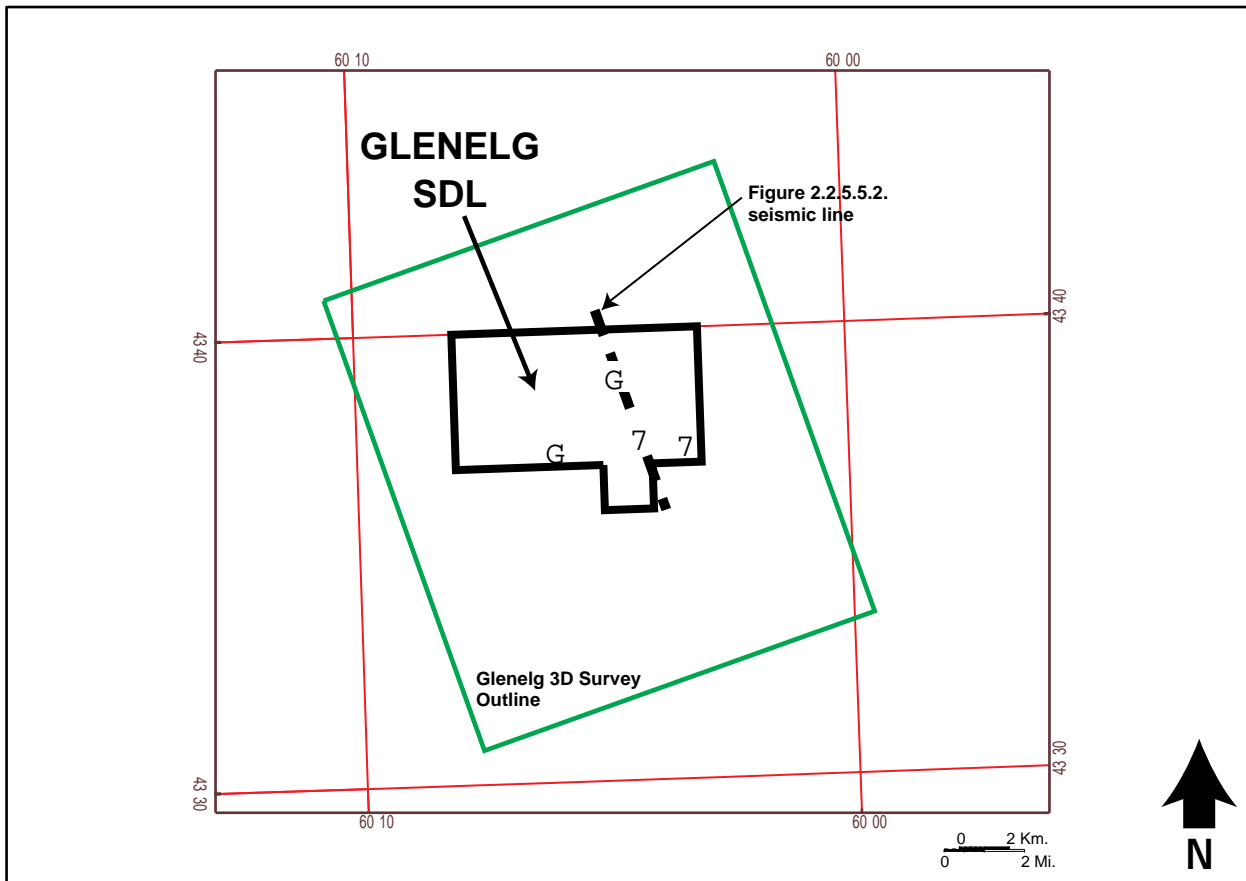 60 10
60 00
GLENELG
SDL
Figure 2.2.5.5.2.
seismic line
43 40
43 40
G
7
7
G
Glenelg 3D Survey
Outline
43 30
43 30
60 10
60 00
0 2 Km.
0 2 Mi.
N